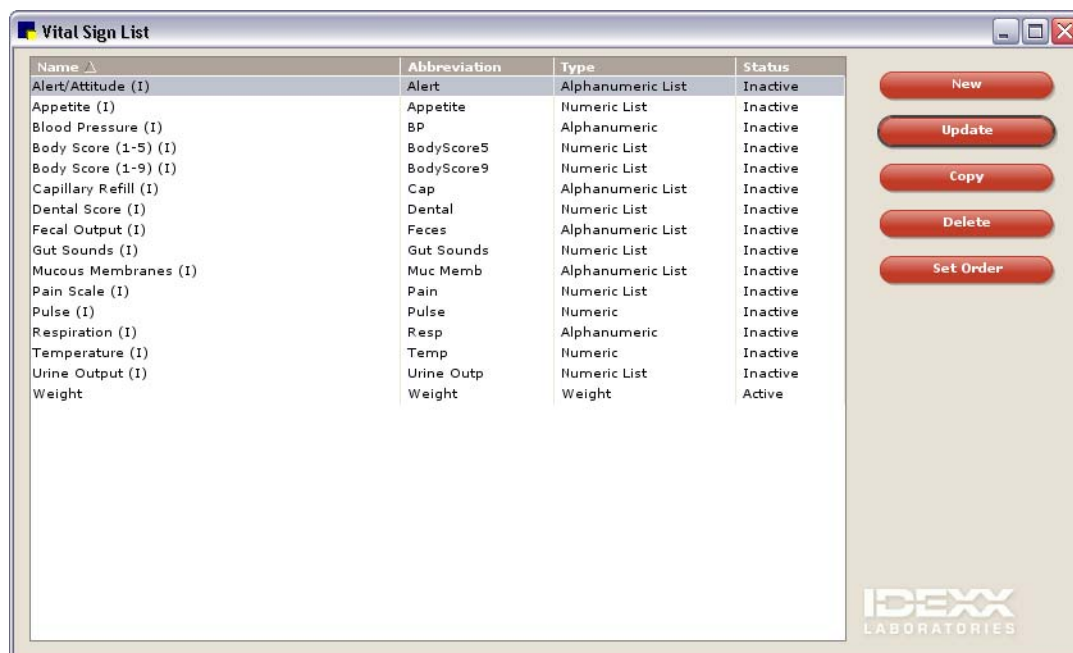 Vital Sign List
Name Abbreviation Type Status
Alert/Attitude (I) Alert Alphanumeric List Inactive
Appetite (I) Appetite Numeric List Inactive
Blood Pressure (I) BP Alphanumeric Inactive
Body Score (1-5) (I) BodyScore5 Numeric List Inactive
Body Score (1-9) (I) BodyScore9 Numeric List Inactive
Capillary Refill (I) Cap Alphanumeric List Inactive
Dental Score (I) Dental Numeric List Inactive
Fecal Output (I) Feces Alphanumeric List Inactive
Gut Sounds (I) Gut Sounds Numeric List Inactive
Mucous Membranes (I) Muc Memb Alphanumeric List Inactive
Pain Scale (I) Pain Numeric List Inactive
Pulse (I) Pulse Numeric Inactive
Respiration (I) Resp Alphanumeric Inactive
Temperature (I) Temp Numeric Inactive
Urine Output (I) Urine Outp Numeric List Inactive
Weight Weight Weight Active
New
Update
Copy
Delete
Set Order
IDEXX
LABORATORIES